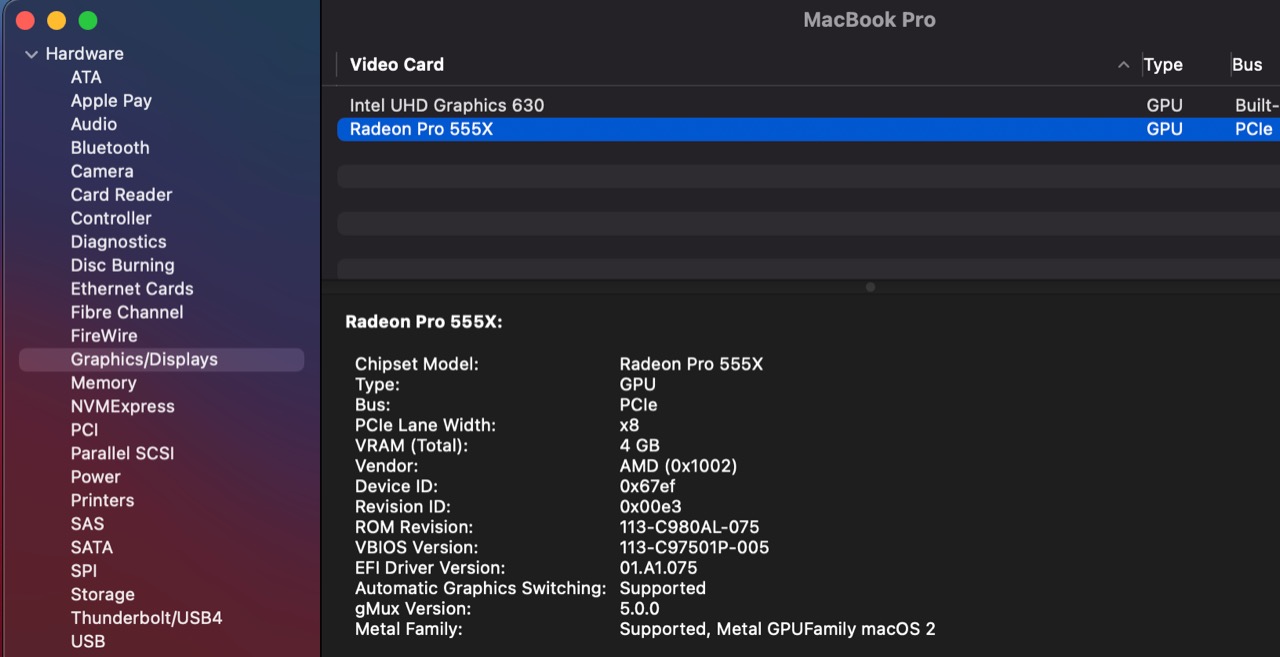 MacBook Pro
Hardware
ATA
Apple Pay
Audio
Bluetooth
Camera
Card Reader
Controller
Diagnostics
Disc Burning
Ethernet Cards
Fibre Channel
FireWire
Graphics/Displays
Memory
NVMExpress
PCI
Parallel SCSI
Power
Printers
SAS
SATA
SPI
Storage
Thunderbolt/USB4
USB
Video Card Type Bus
Intel UHD Graphics 630 GPU Built-
Radeon Pro 555X GPU PCIe
Radeon Pro 555X:
Chipset Model: Radeon Pro 555X
Type: GPU
Bus: PCIe
PCIe Lane Width: x8
VRAM (Total): 4 GB
Vendor: AMD (0x1002)
Device ID: 0x67ef
Revision ID: 0x00e3
ROM Revision: 113-C980AL-075
VBIOS Version: 113-C97501P-005
EFI Driver Version: 01.A1.075
Automatic Graphics Switching: Supported
gMux Version: 5.0.0
Metal Family: Supported, Metal GPUFamily macOS 2